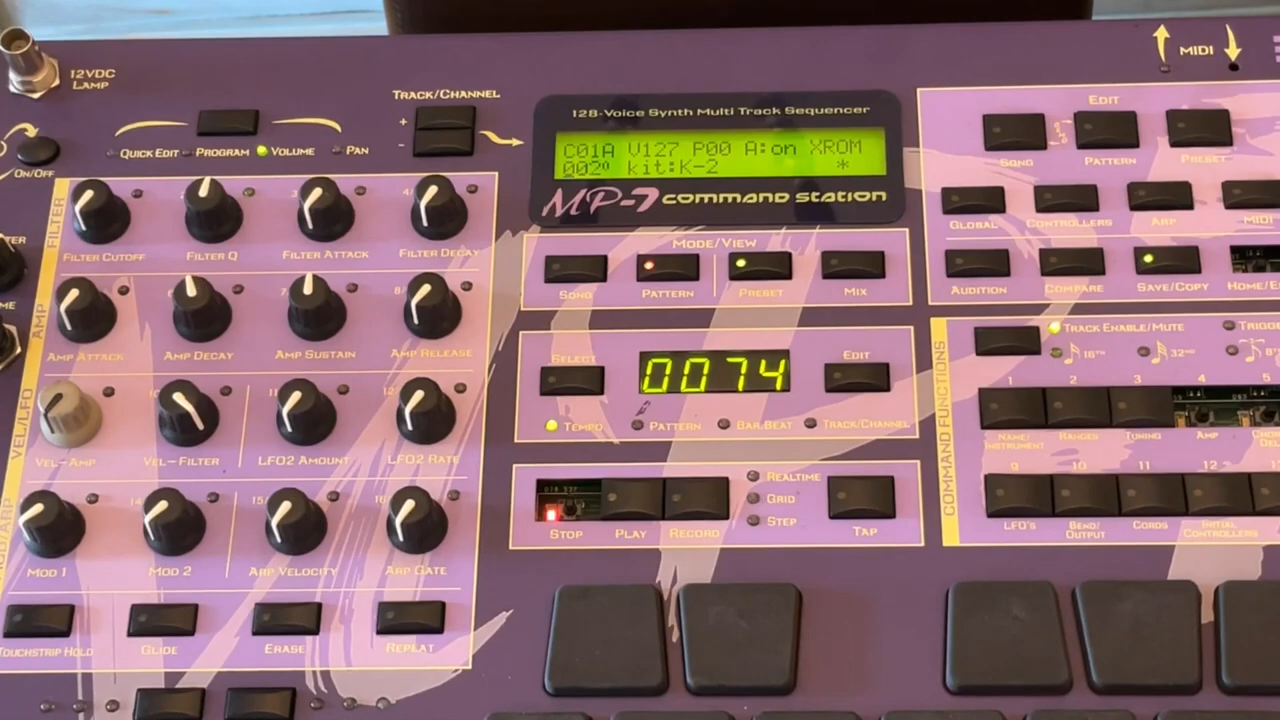 12VDC
Lamp
On/Off
Track/Channel
+
-
Quick Edit
Program
Volume
Pan
128-Voice Synth Multi Track Sequencer
C01A V127 P00 A:on XROM
002⁰ kit:K-2 *
MP-7 command station
MIDI
FILTER
Filter Cutoff
Filter Q
Filter Attack
Filter Decay
AMP
Amp Attack
Amp Decay
Amp Sustain
Amp Release
VEL/LFO
Vel-Amp
Vel-Filter
LFO2 Amount
LFO2 Rate
Mod 1
Mod 2
Arp Velocity
Arp Gate
Touchstrip Hold
Glide
Erase
Repeat
Mode/View
Song
Pattern
Preset
Mix
Select
0074
Edit
Tempo
Pattern
Bar.Beat
Track/Channel
Stop
Play
Record
Realtime
Grid
Step
Tap
Edit
Song
Pattern
Preset
Global
Controllers
Arp
MIDI
Audition
Compare
Save/Copy
COMMAND FUNCTIONS
Track Enable/Mute
16th
32nd
1 2 3 4 5
Name/
Instrument
Ranges
Tuning
Amp
9 10 11 12
LFO's
Bend/
Output
Cords
Initial
Controllers